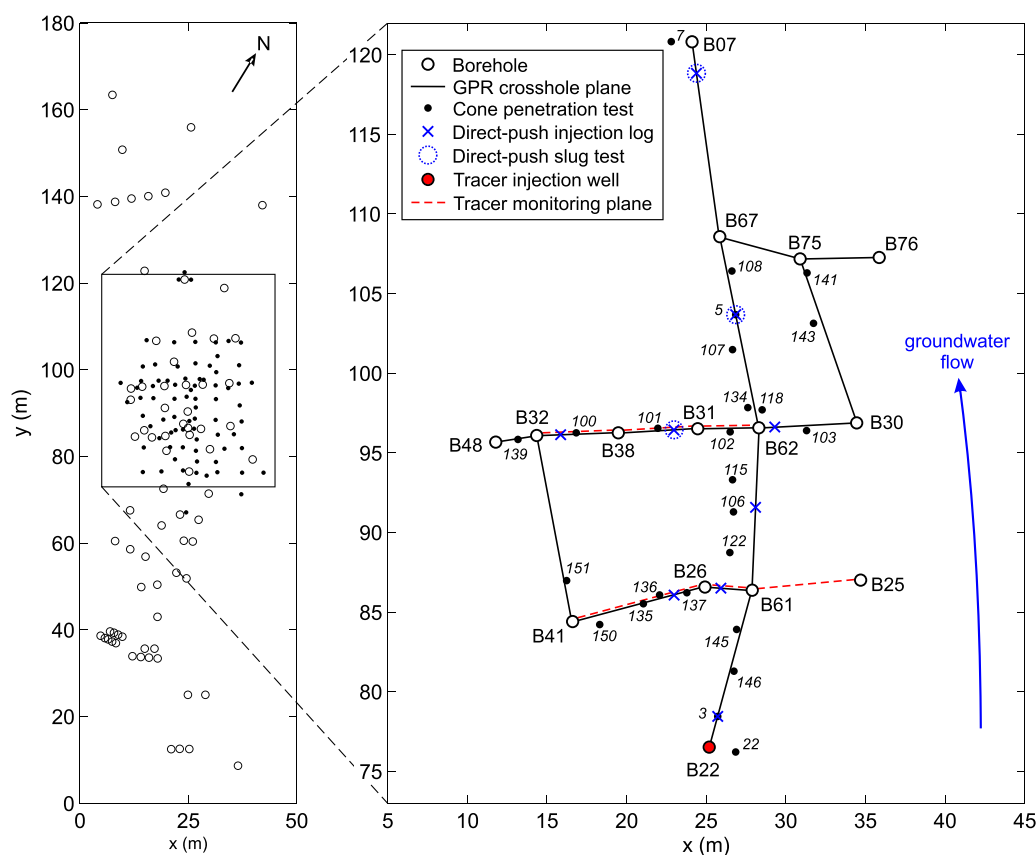 180
160
140
120
100
80
60
40
20
0
y (m)
0
25
50
x (m)
N
120
115
110
105
100
95
90
85
80
75
5
10
15
20
25
30
35
40
45
x (m)
Borehole
GPR crosshole plane
Cone penetration test
Direct-push injection log
Direct-push slug test
Tracer injection well
Tracer monitoring plane
7
B07
B67
B75
B76
108
141
5
143
107
groundwater
flow
134
118
B32
100
101
B31
B30
B48
139
B38
102
B62
103
115
106
122
151
136
B26
B25
135
137
B61
B41
150
145
146
3
22
B22